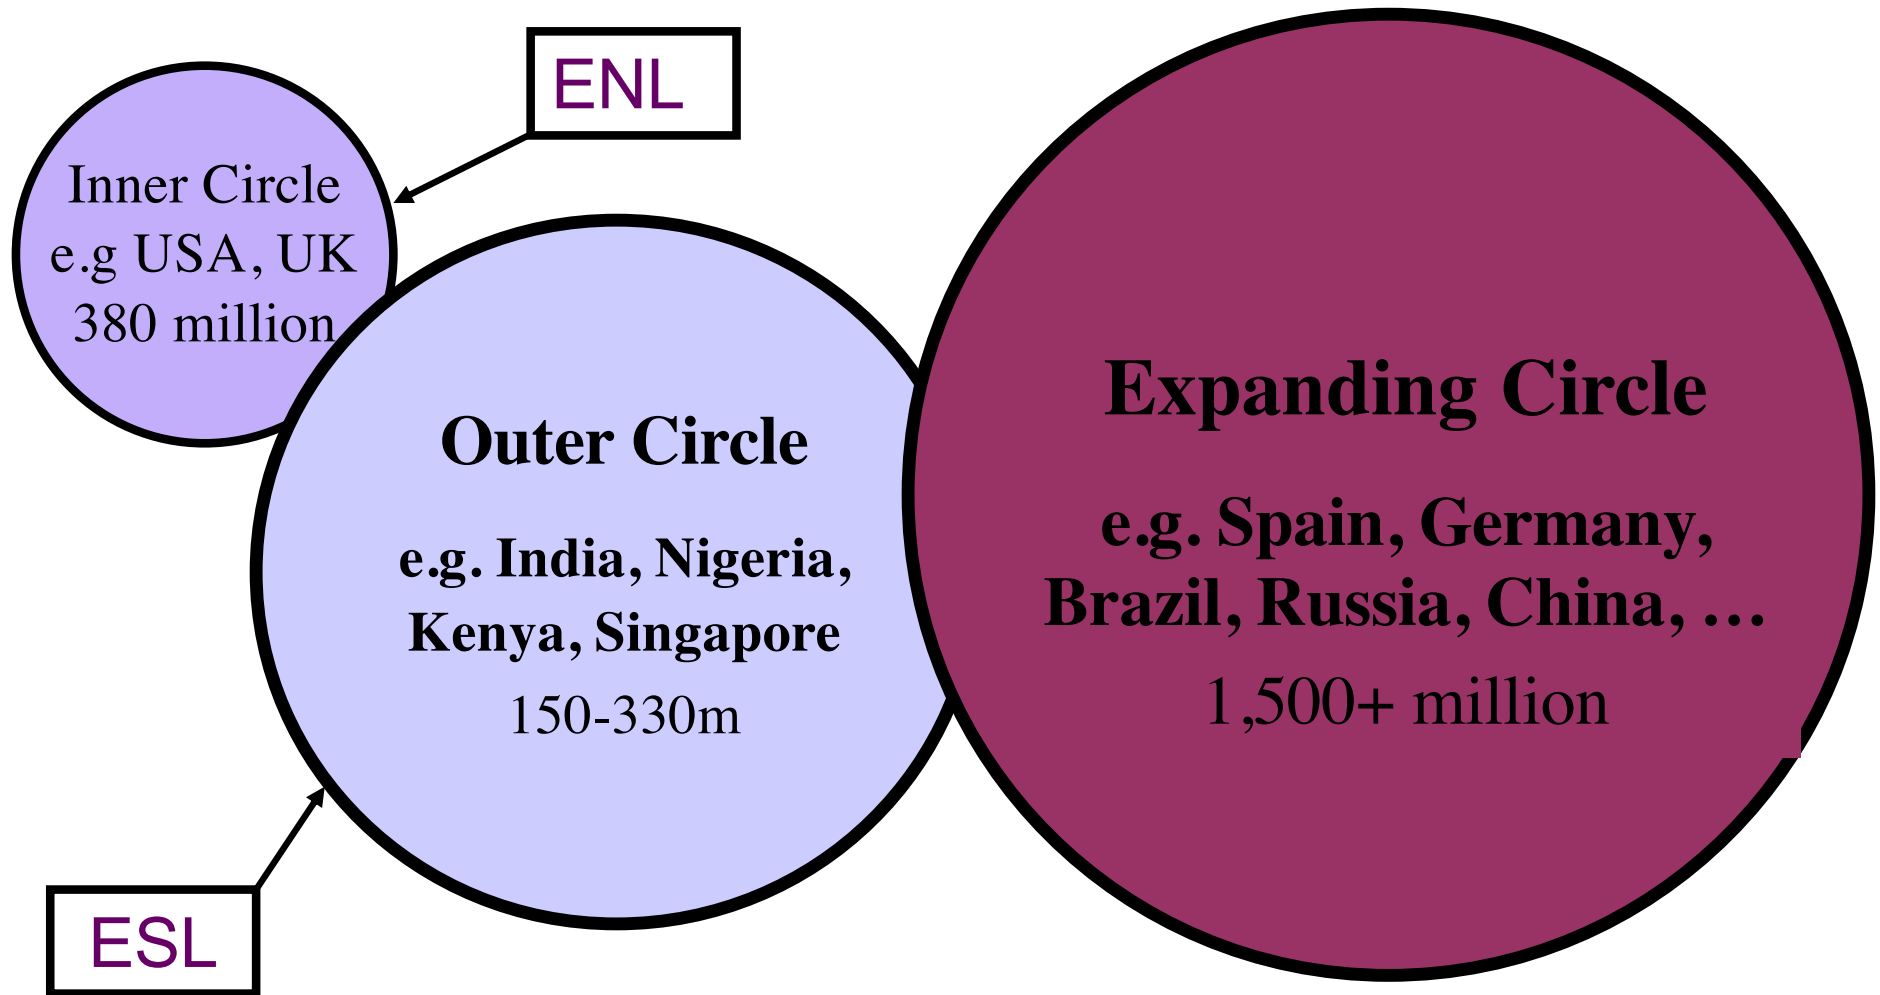 ENL
Inner Circle
e.g USA, UK
380 million
Outer Circle
e.g. India, Nigeria,
Kenya, Singapore
150-330m
Expanding Circle
e.g. Spain, Germany,
Brazil, Russia, China, ...
1,500+ million
ESL